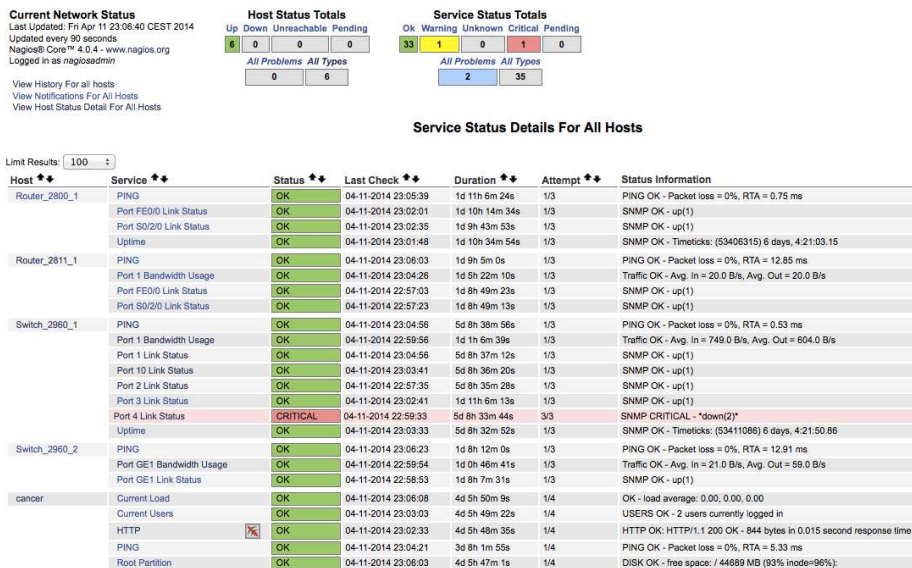 Current Network Status
Last Updated: Fri Apr 11 23:06:40 CEST 2014
Updated every 90 seconds
Nagios® Core™ 4.0.4 - www.nagios.org
Logged in as nagiosadmin
View History For all hosts
View Notifications For All Hosts
View Host Status Detail For All Hosts
Host Status Totals
Up Down Unreachable Pending
6 0 0 0
All Problems All Types
0 6
Service Status Totals
Ok Warning Unknown Critical Pending
33 1 0 1 0
All Problems All Types
2 35
Service Status Details For All Hosts
Limit Results: 100
Host Service Status Last Check Duration Attempt Status Information
Router_2800_1 PING OK 04-11-2014 23:05:39 1d 11h 6m 24s 1/3 PING OK - Packet loss = 0%, RTA = 0.75 ms
Port FE0/0 Link Status OK 04-11-2014 23:02:01 1d 10h 14m 34s 1/3 SNMP OK - up(1)
Port S0/2/0 Link Status OK 04-11-2014 23:02:35 1d 9h 43m 53s 1/3 SNMP OK - up(1)
Uptime OK 04-11-2014 23:01:48 1d 10h 34m 54s 1/3 SNMP OK - Timeticks: (53406315) 6 days, 4:21:03.15
Router_2811_1 PING OK 04-11-2014 23:06:03 1d 9h 5m 0s 1/3 PING OK - Packet loss = 0%, RTA = 12.85 ms
Port 1 Bandwidth Usage OK 04-11-2014 23:04:26 1d 5h 22m 10s 1/3 Traffic OK - Avg. In = 20.0 B/s, Avg. Out = 20.0 B/s
Port FE0/0 Link Status OK 04-11-2014 22:57:03 1d 8h 49m 23s 1/3 SNMP OK - up(1)
Port S0/2/0 Link Status OK 04-11-2014 22:57:23 1d 8h 49m 13s 1/3 SNMP OK - up(1)
Switch_2960_1 PING OK 04-11-2014 23:04:56 5d 8h 38m 56s 1/3 PING OK - Packet loss = 0%, RTA = 0.53 ms
Port 1 Bandwidth Usage OK 04-11-2014 22:59:56 1d 1h 6m 39s 1/3 Traffic OK - Avg. In = 749.0 B/s, Avg. Out = 604.0 B/s
Port 1 Link Status OK 04-11-2014 23:04:56 5d 8h 37m 12s 1/3 SNMP OK - up(1)
Port 10 Link Status OK 04-11-2014 23:03:41 5d 8h 36m 20s 1/3 SNMP OK - up(1)
Port 2 Link Status OK 04-11-2014 22:57:35 5d 8h 35m 28s 1/3 SNMP OK - up(1)
Port 3 Link Status OK 04-11-2014 23:02:41 1d 11h 6m 13s 1/3 SNMP OK - up(1)
Port 4 Link Status CRITICAL 04-11-2014 22:59:33 5d 8h 33m 44s 3/3 SNMP CRITICAL - *down(2)*
Uptime OK 04-11-2014 23:03:33 5d 8h 32m 52s 1/3 SNMP OK - Timeticks: (53411086) 6 days, 4:21:50.86
Switch_2960_2 PING OK 04-11-2014 23:06:23 1d 8h 12m 0s 1/3 PING OK - Packet loss = 0%, RTA = 12.91 ms
Port GE1 Bandwidth Usage OK 04-11-2014 22:59:54 1d 0h 46m 41s 1/3 Traffic OK - Avg. In = 21.0 B/s, Avg. Out = 59.0 B/s
Port GE1 Link Status OK 04-11-2014 22:58:53 1d 8h 7m 31s 1/3 SNMP OK - up(1)
cancer Current Load OK 04-11-2014 23:06:08 4d 5h 50m 9s 1/4 OK - load average: 0.00, 0.00, 0.00
Current Users OK 04-11-2014 23:03:03 4d 5h 49m 22s 1/4 USERS OK - 2 users currently logged in
HTTP OK 04-11-2014 23:02:33 4d 5h 48m 35s 1/4 HTTP OK: HTTP/1.1 200 OK - 844 bytes in 0.015 second response time
PING OK 04-11-2014 23:04:21 3d 8h 1m 55s 1/4 PING OK - Packet loss = 0%, RTA = 5.33 ms
Root Partition OK 04-11-2014 23:06:03 4d 5h 47m 1s 1/4 DISK OK - free space: / 44689 MB (93% inode=96%):